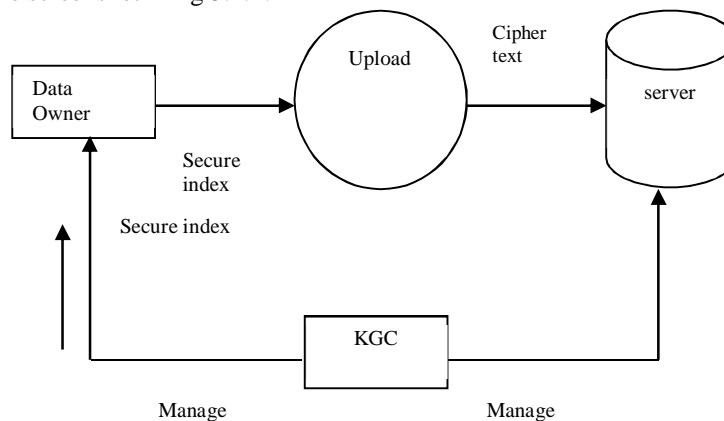 Data
Owner
Upload
Cipher
text
server
Secure
index
Secure index
KGC
Manage
Manage